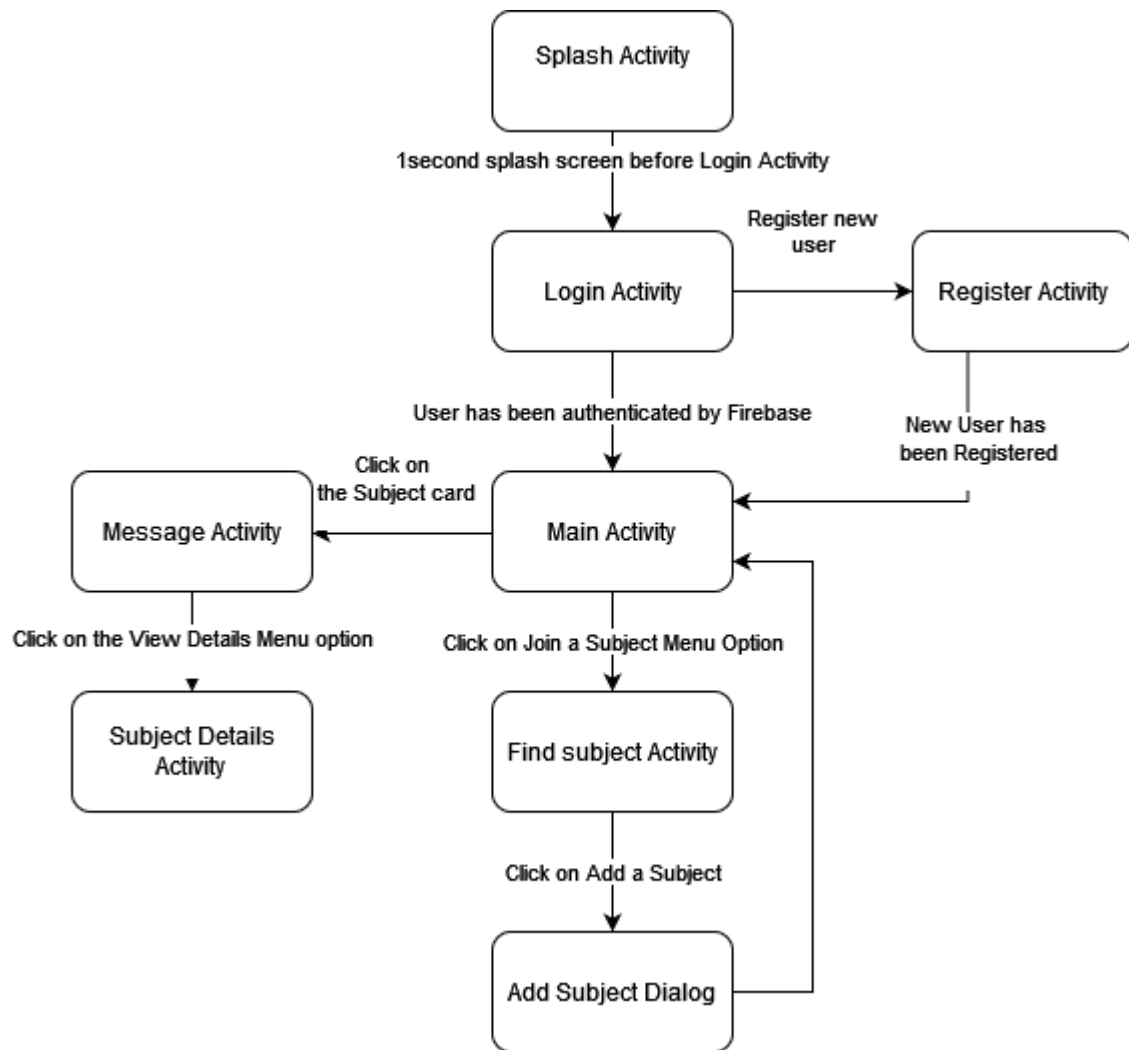 Splash Activity
1second splash screen before Login Activity
Register new
user
Login Activity
Register Activity
User has been authenticated by Firebase
New User has
been Registered
Click on
the Subject card
Message Activity
Main Activity
Click on the View Details Menu option
Click on Join a Subject Menu Option
Subject Details
Activity
Find subject Activity
Click on Add a Subject
Add Subject Dialog